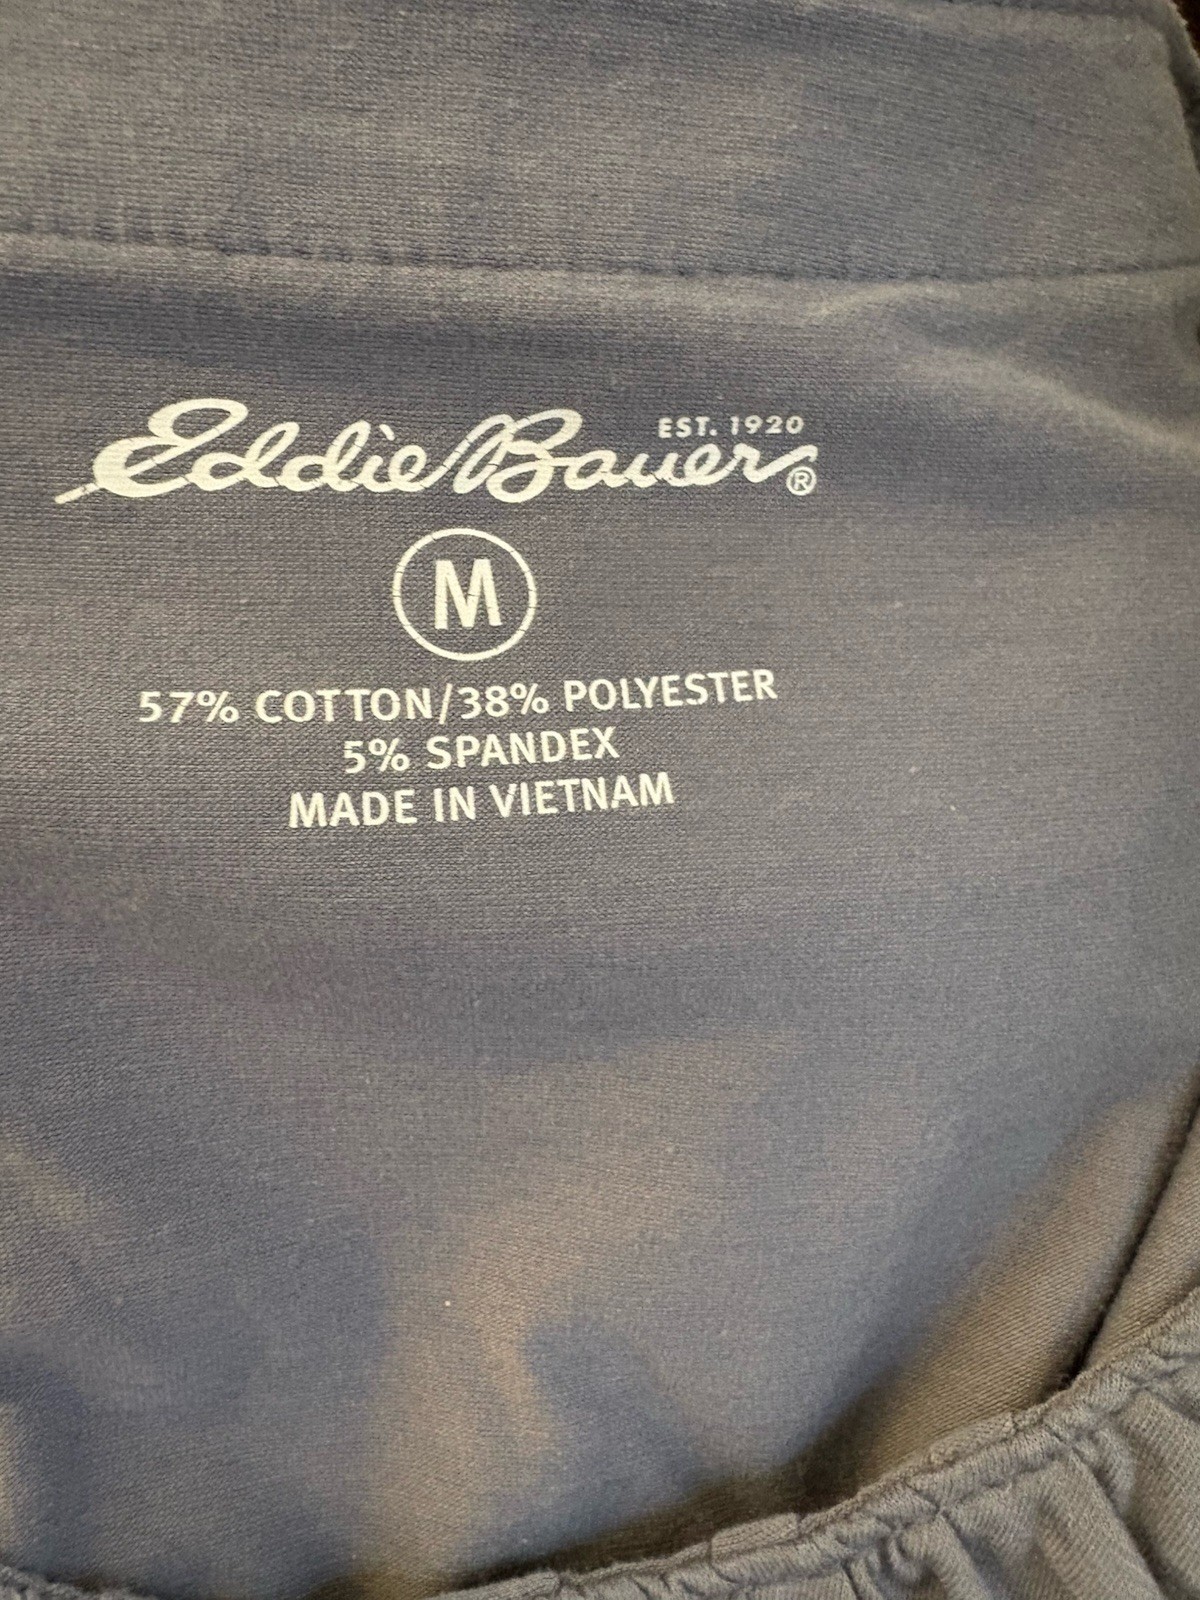 EST. 1920
Eddie Bauer®
M
57% COTTON/38% POLYESTER
5% SPANDEX
MADE IN VIETNAM